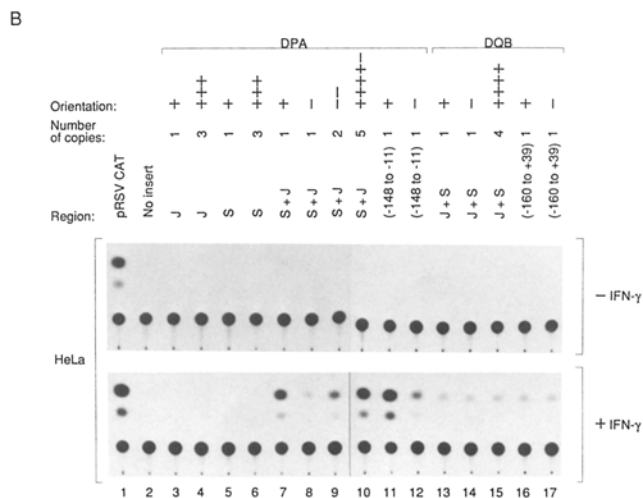 B
DPA DQB
Orientation: + +++ + +++ + − −− ++++− + − + − ++++ + −
Number of copies: 1 3 1 3 1 1 2 5 1 1 1 1 4 1 1
Region: pRSV CAT No insert J J S S S + J S + J S + J S + J (-148 to -11) (-148 to -11) J + S J + S J + S (-160 to +39) (-160 to +39)
− IFN-γ
HeLa
+ IFN-γ
1 2 3 4 5 6 7 8 9 10 11 12 13 14 15 16 17